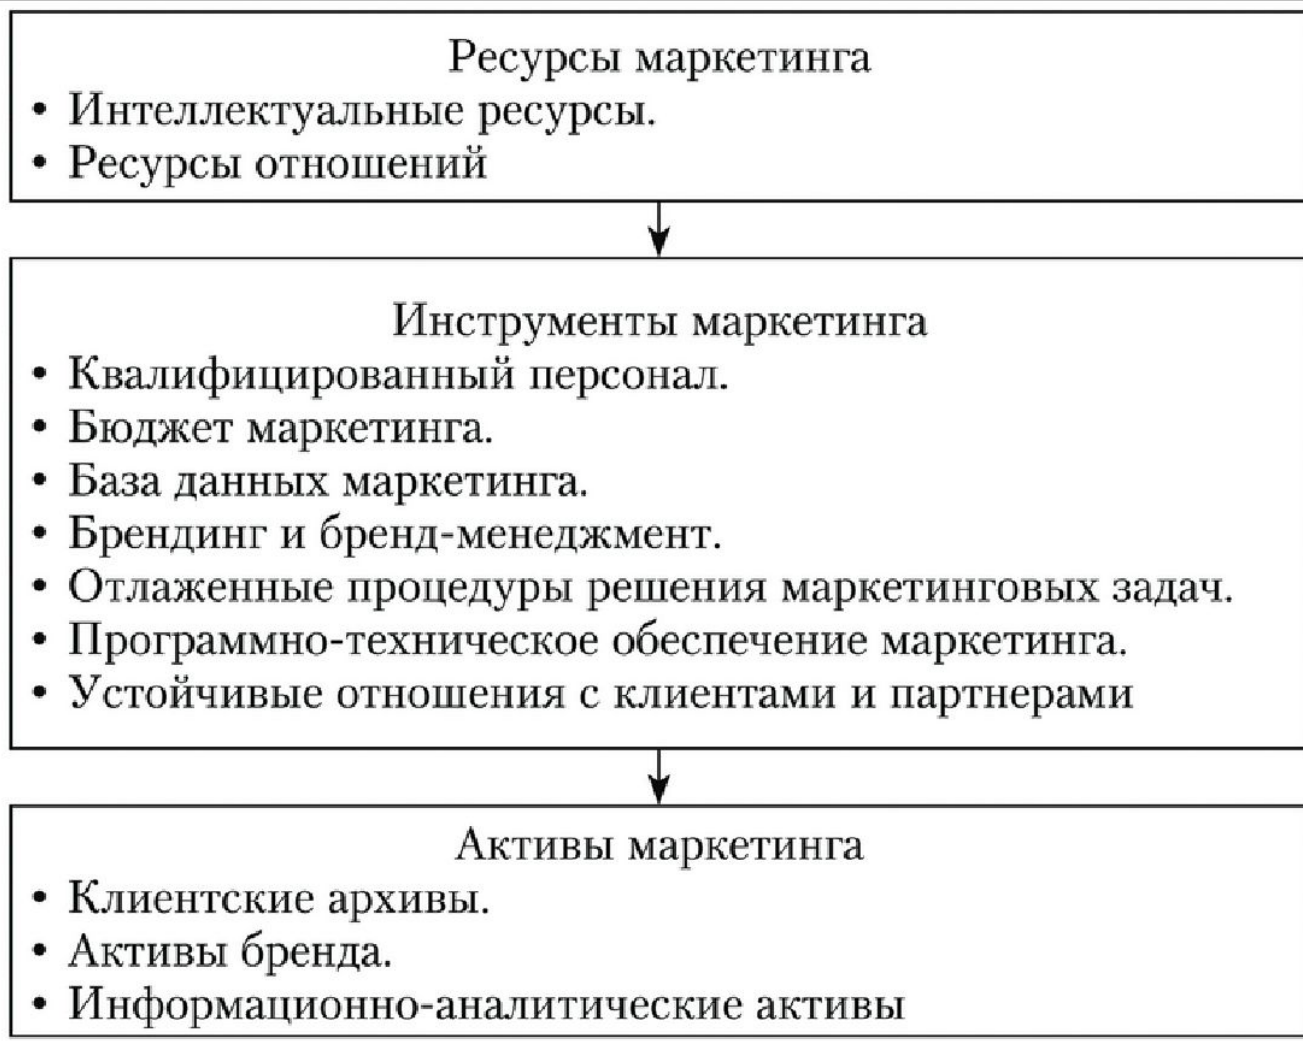 Ресурсы маркетинга
• Интеллектуальные ресурсы.
• Ресурсы отношений
Инструменты маркетинга
• Квалифицированный персонал.
• Бюджет маркетинга.
• База данных маркетинга.
• Брендинг и бренд-менеджмент.
• Отлаженные процедуры решения маркетинговых задач.
• Программно-техническое обеспечение маркетинга.
• Устойчивые отношения с клиентами и партнерами
Активы маркетинга
• Клиентские архивы.
• Активы бренда.
• Информационно-аналитические активы